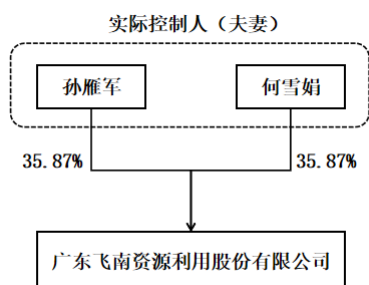 实际控制人（夫妻）
孙雁军
何雪娟
35.87%
35.87%
广东飞南资源利用股份有限公司